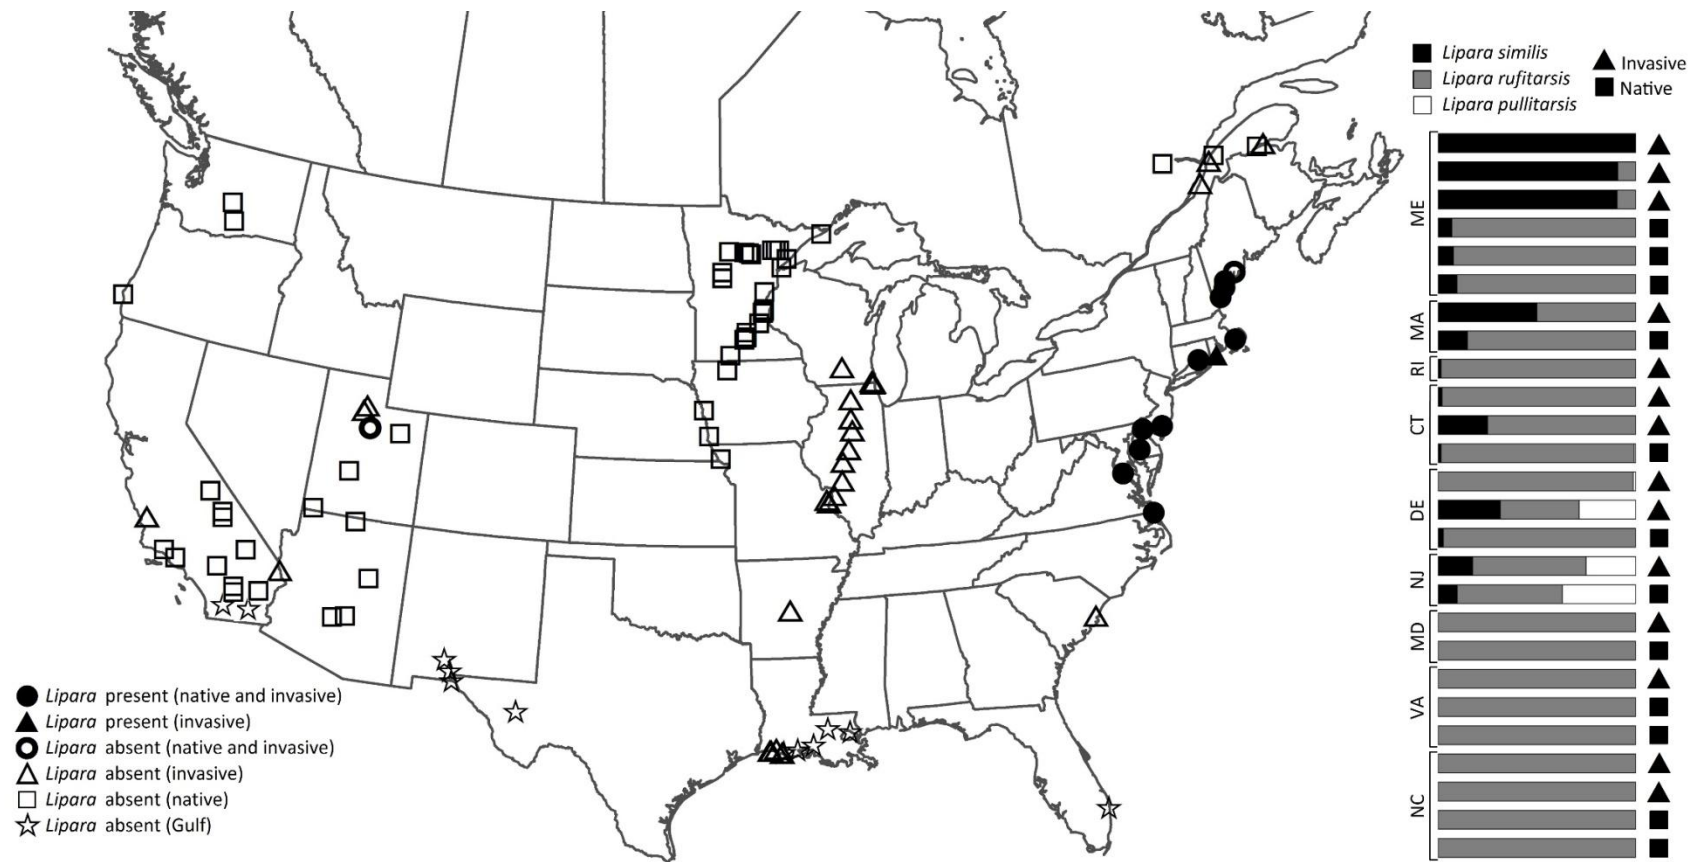 Lipara similis
Lipara rufitarsis
Lipara pullitarsis
Invasive
Native
ME
MA
RI
CT
DE
NJ
MD
VA
NC
Lipara present (native and invasive)
Lipara present (invasive)
Lipara absent (native and invasive)
Lipara absent (invasive)
Lipara absent (native)
Lipara absent (Gulf)